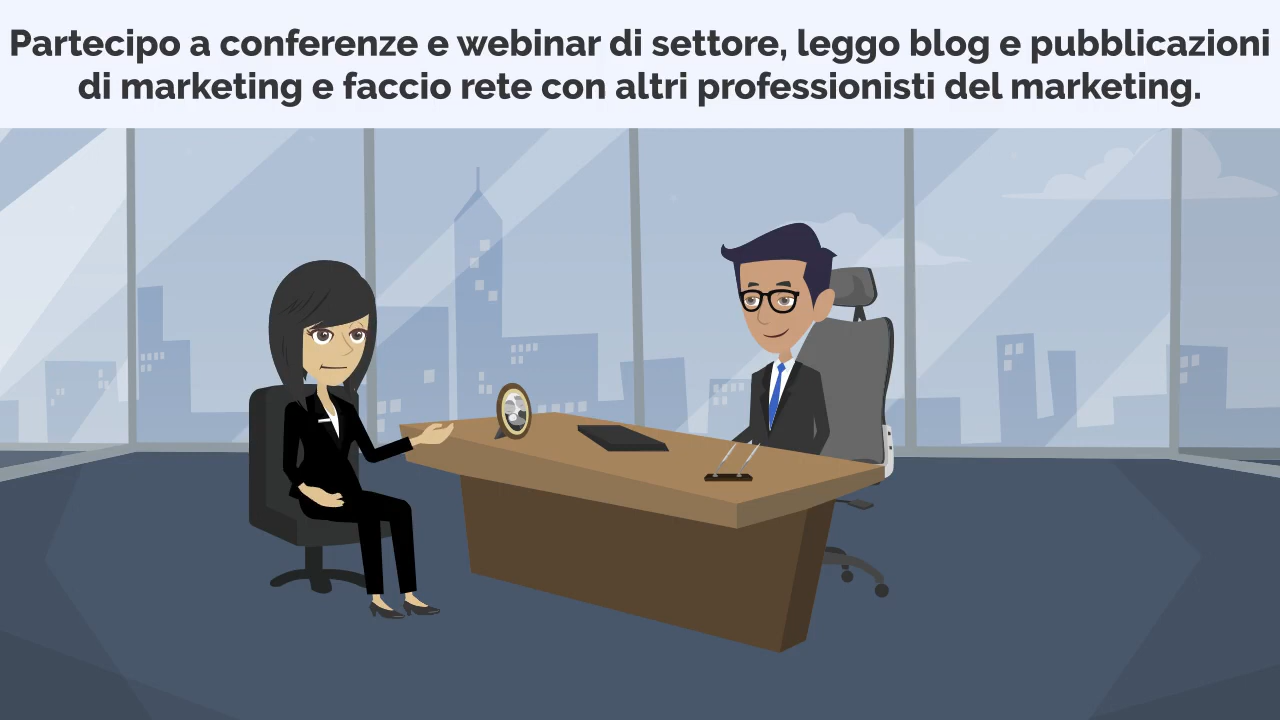 Partecipo a conferenze e webinar di settore, leggo blog e pubblicazioni
di marketing e faccio rete con altri professionisti del marketing.